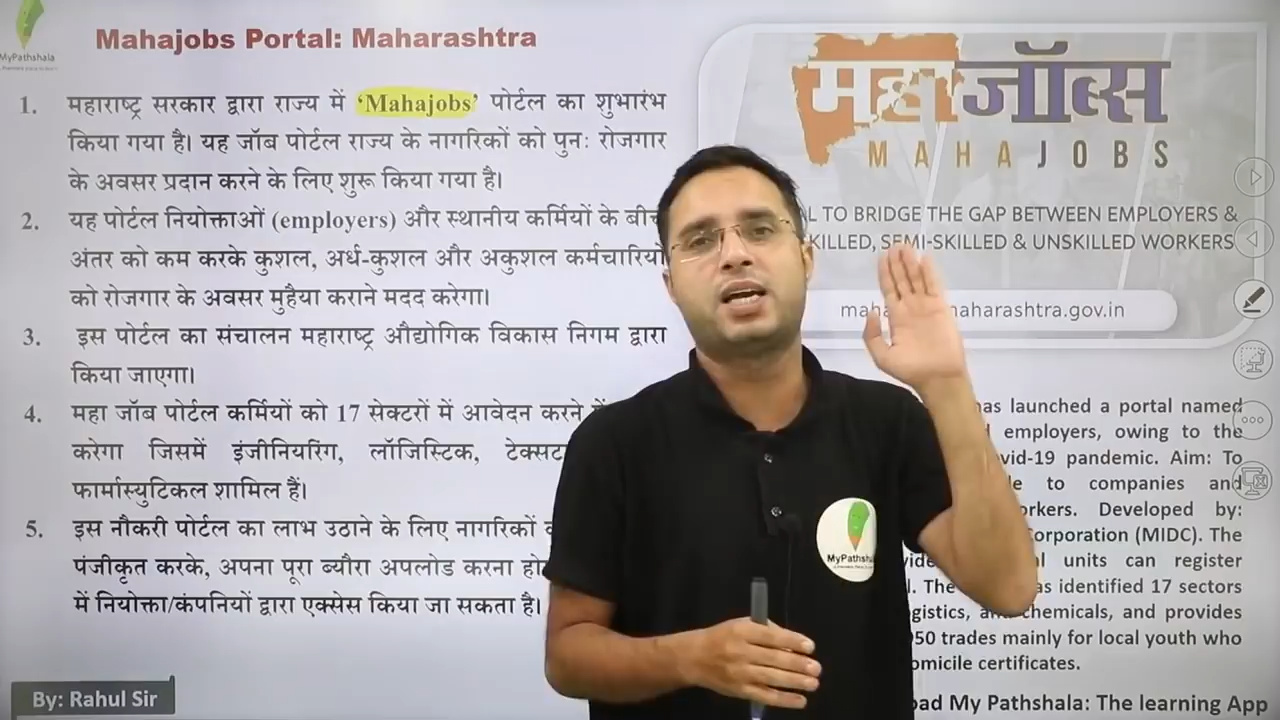 MyPathshala
Mahajobs Portal: Maharashtra
1. महाराष्ट्र सरकार द्वारा राज्य में ‘Mahajobs’ पोर्टल का शुभारंभ
किया गया है। यह जॉब पोर्टल राज्य के नागरिकों को पुनः रोजगार
के अवसर प्रदान करने के लिए शुरू किया गया है।
2. यह पोर्टल नियोक्ताओं (employers) और स्थानीय कर्मियों के बीच
अंतर को कम करके कुशल, अर्ध-कुशल और अकुशल कर्मचारियों
को रोजगार के अवसर मुहैया कराने मदद करेगा।
3. इस पोर्टल का संचालन महाराष्ट्र औद्योगिक विकास निगम द्वारा
किया जाएगा।
4. महा जॉब पोर्टल कर्मियों को 17 सेक्टरों में आवेदन करने में
करेगा जिसमें इंजीनियरिंग, लॉजिस्टिक,
फार्मास्युटिकल शामिल हैं।
5. इस नौकरी पोर्टल का लाभ उठाने के लिए नागरिकों
पंजीकृत करके, अपना पूरा ब्यौरा अपलोड करना
में नियोक्ता/कंपनियों द्वारा एक्सेस किया जा सकता है।
By: Rahul Sir
महाजॉब्स
MAHAJOBS
TO BRIDGE THE GAP BETWEEN EMPLOYERS &
SEMI-SKILLED & UNSKILLED WORKERS
maharashtra.gov.in
has launched a portal named
employers, owing to the
pandemic. Aim: To
to companies and
Developed by:
(MIDC). The
units can register
The identified 17 sectors
chemicals, and provides
950 trades mainly for local youth who
certificates.
My Pathshala: The learning App
MyPathshala